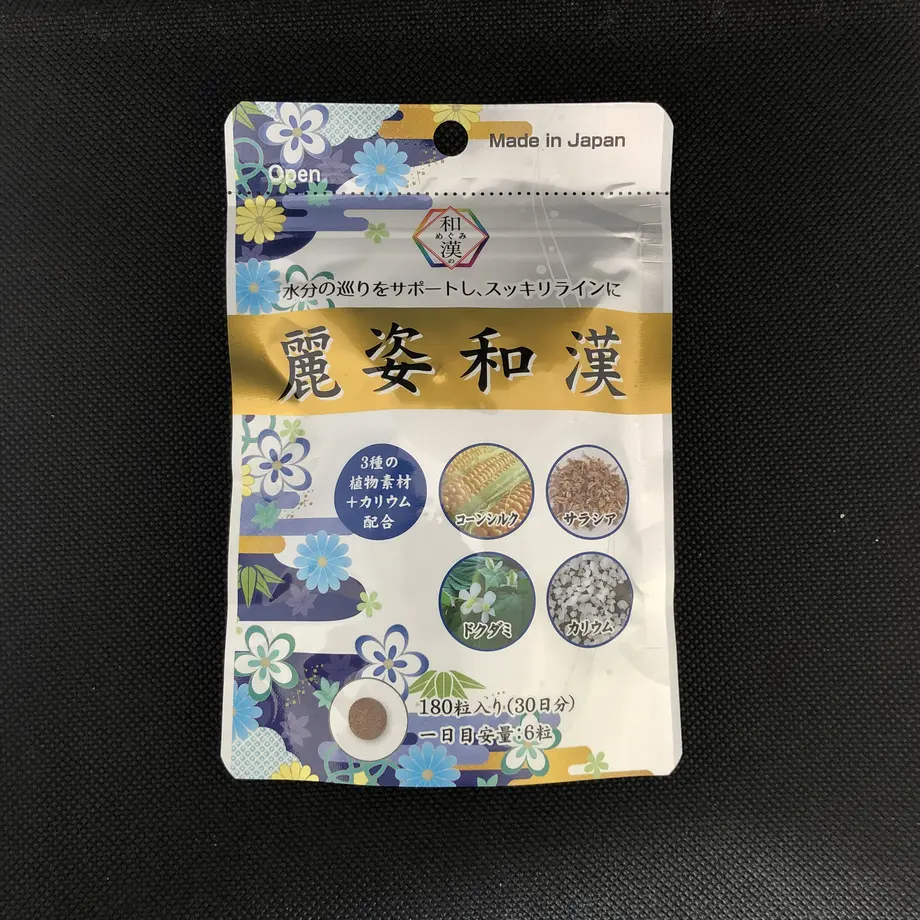 Made in Japan
Open
和
めぐみ
漢
の
水分の巡りをサポートし、スッキリラインに
麗姿和漢
3種の
植物素材
+カリウム
配合
コーンシルク
サラシア
ドクダミ
カリウム
180粒入り(30日分)
一日目安量:6粒